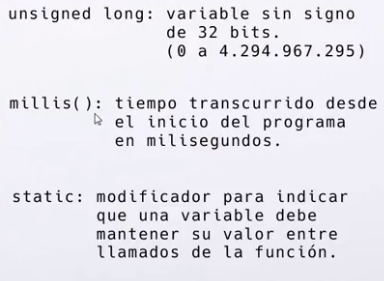 unsigned long: variable sin signo
de 32 bits.
(0 a 4.294.967.295)
millis(): tiempo transcurrido desde
el inicio del programa
en milisegundos.
static: modificador para indicar
que una variable debe
mantener su valor entre
llamados de la función.